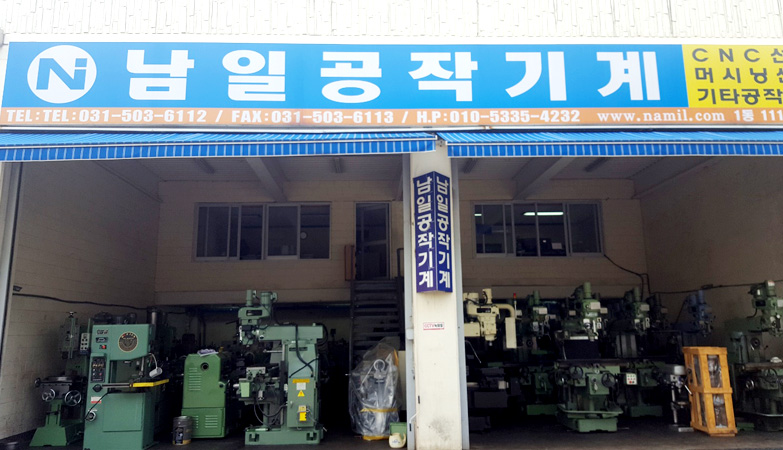 Ni 남일공작기계
CNC선
머시닝센
기타공작
TEL:TEL:031-503-6112 / FAX:031-503-6113 / H.P:010-5335-4232 www.namil.com 1동 111
남일공작기계
남일공작기계